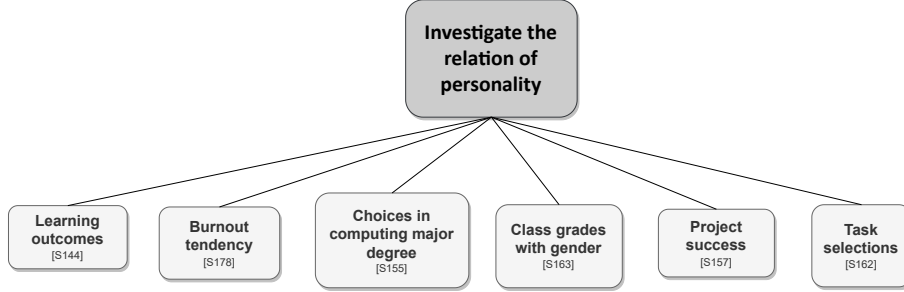 Investigate the
relation of
personality
Learning
outcomes
[S144]
Burnout
tendency
[S178]
Choices in
computing major
degree
[S155]
Class grades
with gender
[S163]
Project
success
[S157]
Task
selections
[S162]